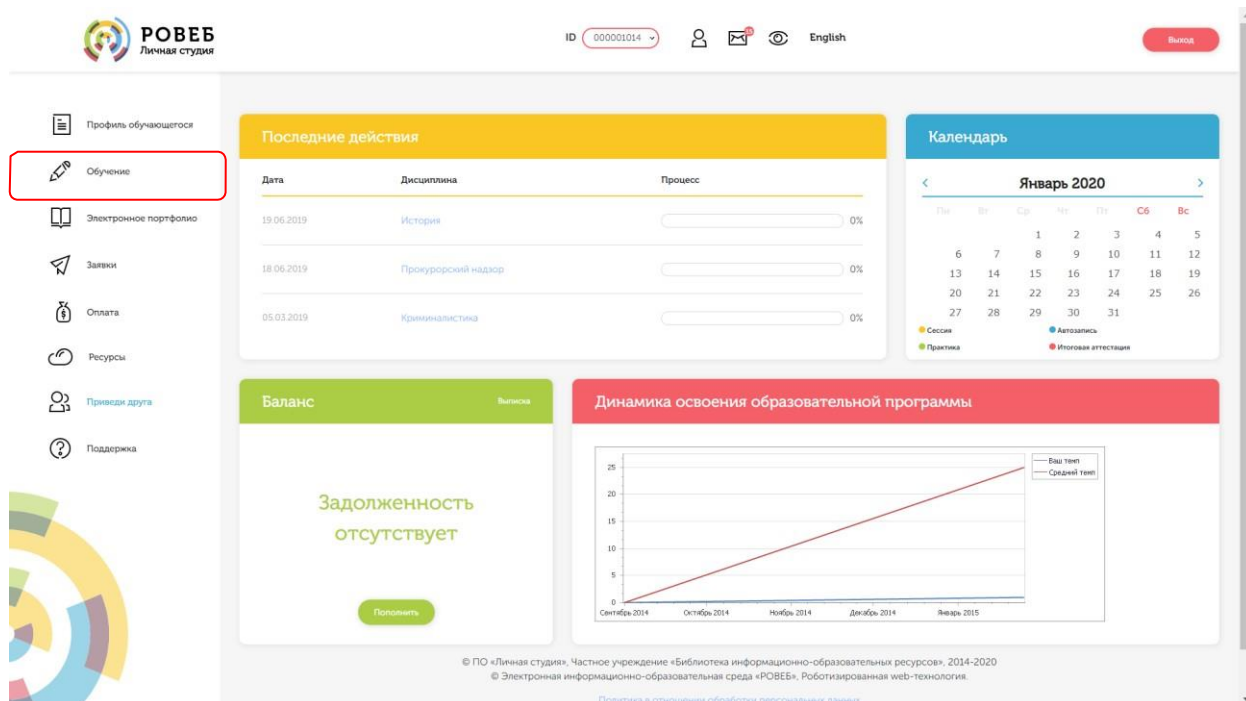 РОВЕБ
Личная студия
ID 000001014
English
Выход
Профиль обучающегося
Обучение
Электронное портфолио
Заявки
Оплата
Ресурсы
Приведи друга
Поддержка
Последние действия
Дата Дисциплина Процесс
19.06.2019 История 0%
18.06.2019 Прокурорский надзор 0%
05.03.2019 Криминалистика 0%
Календарь
< Январь 2020 >
Пн Вт Ср Чт Пт Сб Вс
1 2 3 4 5
6 7 8 9 10 11 12
13 14 15 16 17 18 19
20 21 22 23 24 25 26
27 28 29 30 31
Сессия Автозапись
Практика Итоговая аттестация
Баланс Выписка
Задолженность
отсутствует
Пополнить
Динамика освоения образовательной программы
Ваш темп
Средний темп
25
20
15
10
5
0
Сентябрь 2014 Октябрь 2014 Ноябрь 2014 Декабрь 2014 Январь 2015
© ПО «Личная студия», Частное учреждение «Библиотека информационно-образовательных ресурсов», 2014-2020
© Электронная информационно-образовательная среда «РОВЕБ», Роботизированная web-технология.
Политика в отношении обработки персональных данных